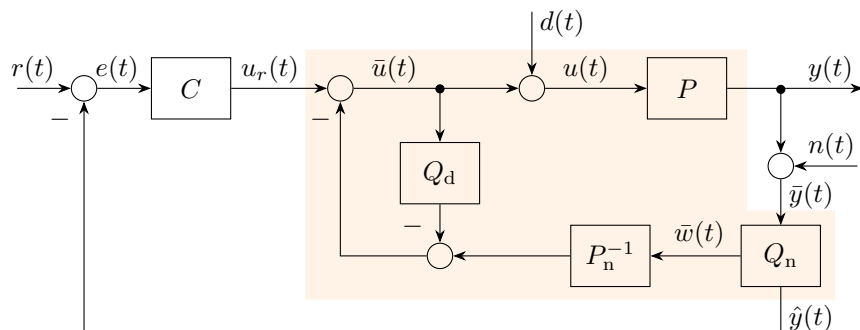 d(t)
r(t) e(t) C u_r(t) ū(t) u(t) P y(t)
−
−
n(t)
Q_d
ȳ(t)
−
P_n^{-1} w̄(t) Q_n
ŷ(t)